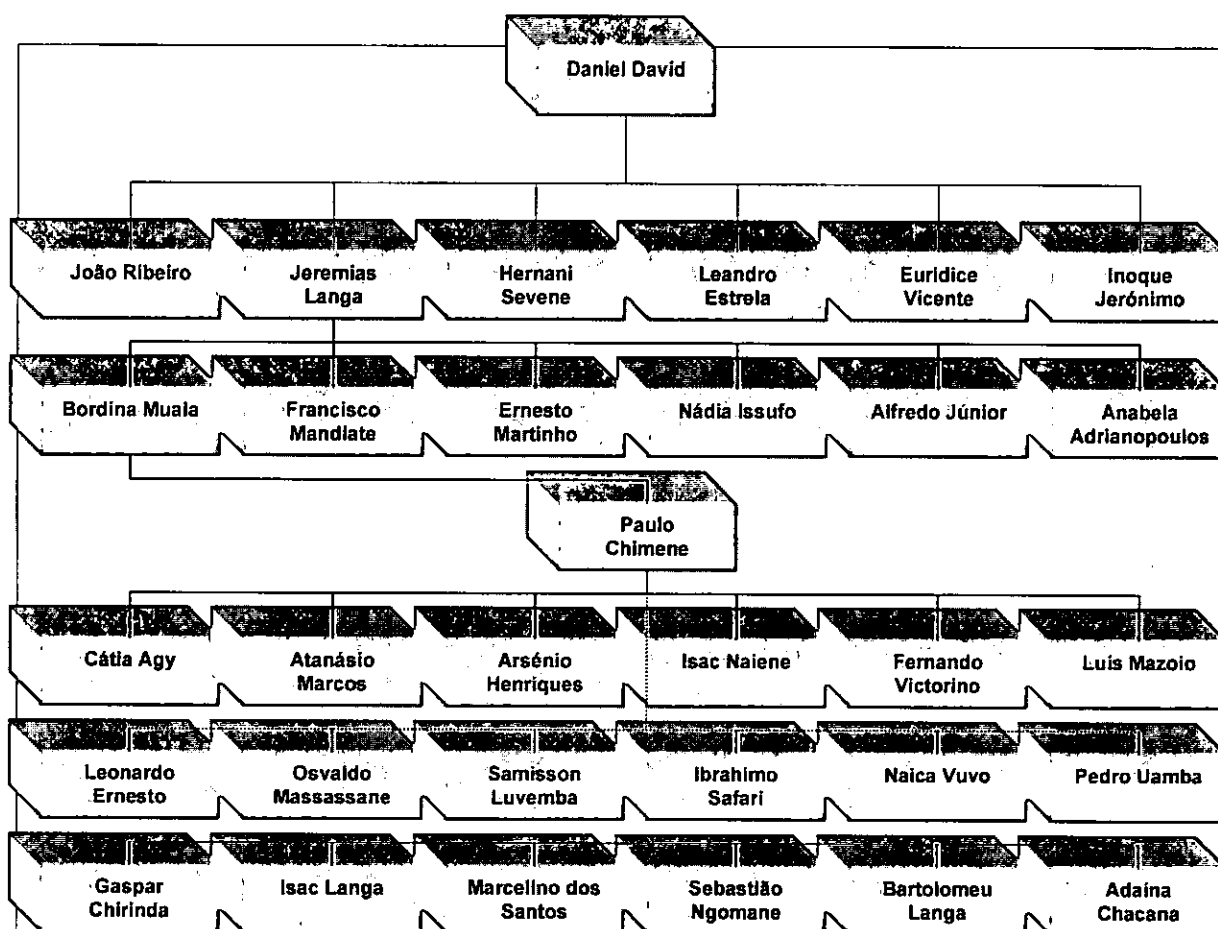 Daniel David
João Ribeiro
Jeremias
Langa
Hernani
Sevene
Leandro
Estrela
Euridice
Vicente
Inoque
Jerónimo
Bordina Muala
Francisco
Mandlate
Ernesto
Martinho
Nádia Issufo
Alfredo Júnior
Anabela
Adrianopoulos
Paulo
Chimene
Cátia Agy
Atanásio
Marcos
Arsénio
Henriques
Isac Naiene
Fernando
Victorino
Luís Mazoio
Leonardo
Ernesto
Osvaldo
Massassane
Samisson
Luvemba
Ibrahimo
Safari
Naica Vuvo
Pedro Uamba
Gaspar
Chirinda
Isac Langa
Marcelino dos
Santos
Sebastião
Ngomane
Bartolomeu
Langa
Adaina
Chacana